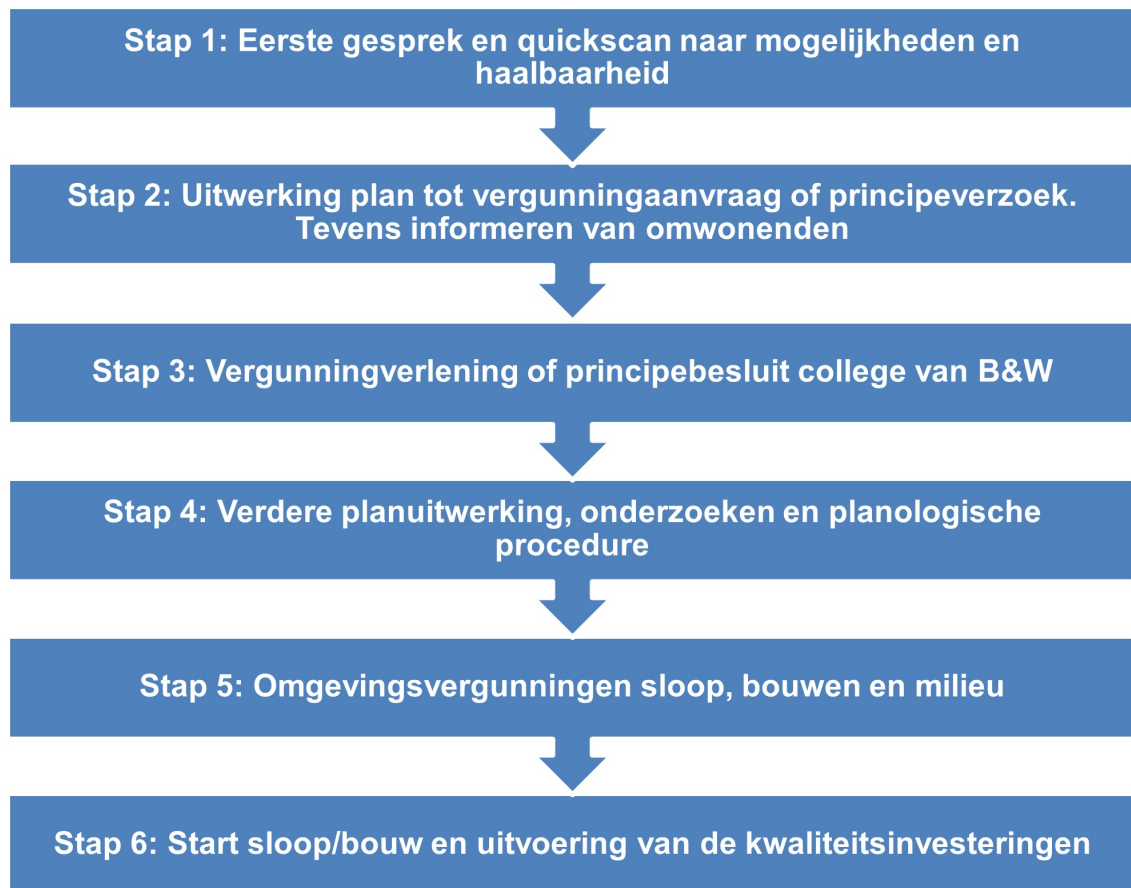 Stap 1: Eerste gesprek en quickscan naar mogelijkheden en
haalbaarheid
Stap 2: Uitwerking plan tot vergunningaanvraag of principeverzoek.
Tevens informeren van omwonenden
Stap 3: Vergunningverlening of principebesluit college van B&W
Stap 4: Verdere planuitwerking, onderzoeken en planologische
procedure
Stap 5: Omgevingsvergunningen sloop, bouwen en milieu
Stap 6: Start sloop/bouw en uitvoering van de kwaliteitsinvesteringen